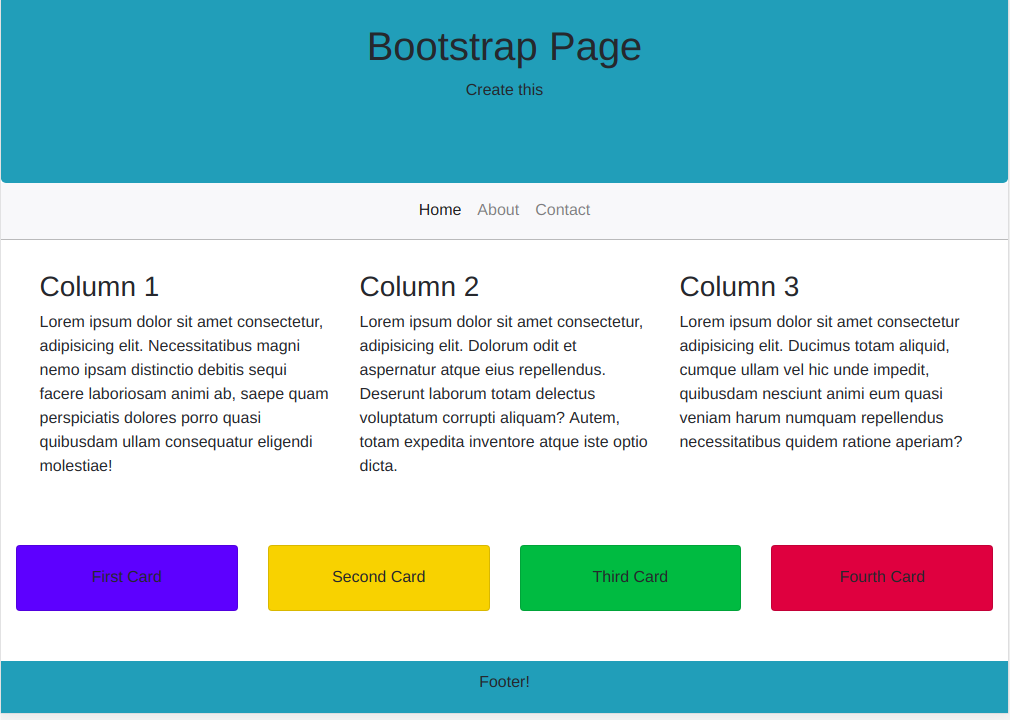 Bootstrap Page
Create this
Home About Contact
Column 1
Lorem ipsum dolor sit amet consectetur,
adipisicing elit. Necessitatibus magni
nemo ipsam distinctio debitis sequi
facere laboriosam animi ab, saepe quam
perspiciatis dolores porro quasi
quibusdam ullam consequatur eligendi
molestiae!
Column 2
Lorem ipsum dolor sit amet consectetur,
adipisicing elit. Dolorum odit et
aspernatur atque eius repellendus.
Deserunt laborum totam delectus
voluptatum corrupti aliquam? Autem,
totam expedita inventore atque iste optio
dicta.
Column 3
Lorem ipsum dolor sit amet consectetur
adipisicing elit. Ducimus totam aliquid,
cumque ullam vel hic unde impedit,
quibusdam nesciunt animi eum quasi
veniam harum numquam repellendus
necessitatibus quidem ratione aperiam?
First Card
Second Card
Third Card
Fourth Card
Footer!